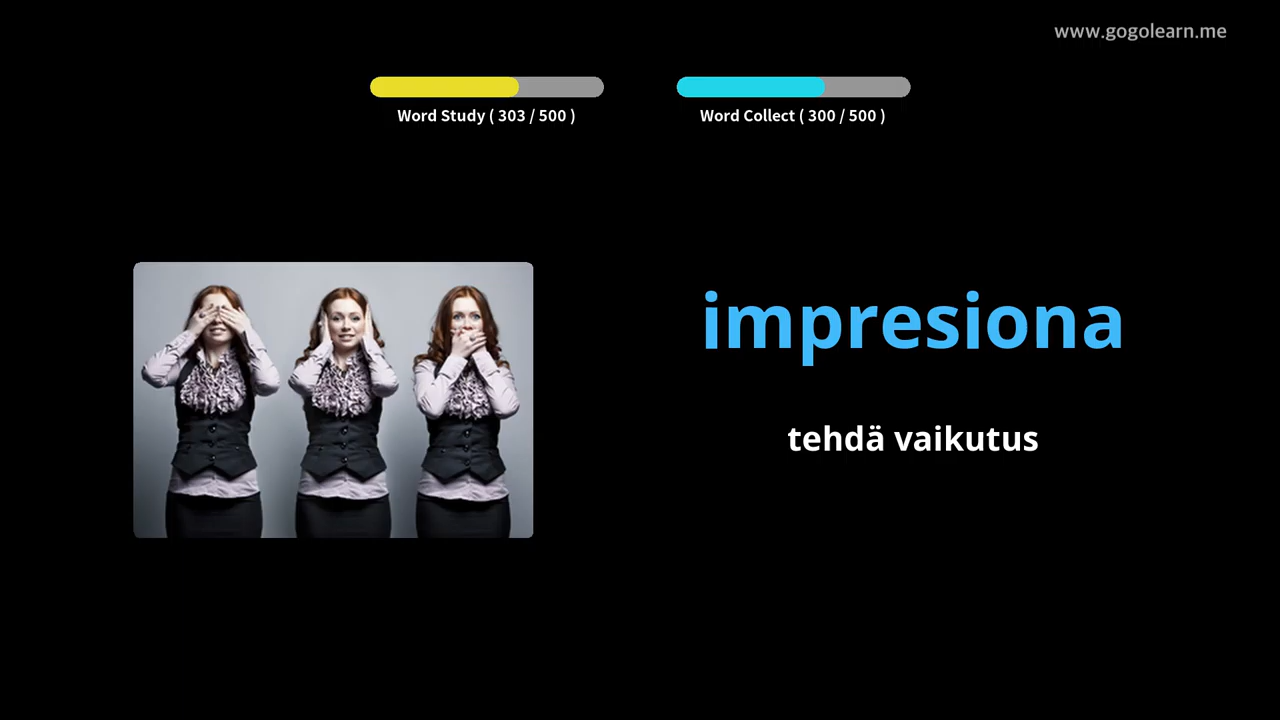 www.gogolearn.me
Word Study ( 303 / 500 )
Word Collect ( 300 / 500 )
impresiona
tehdä vaikutus